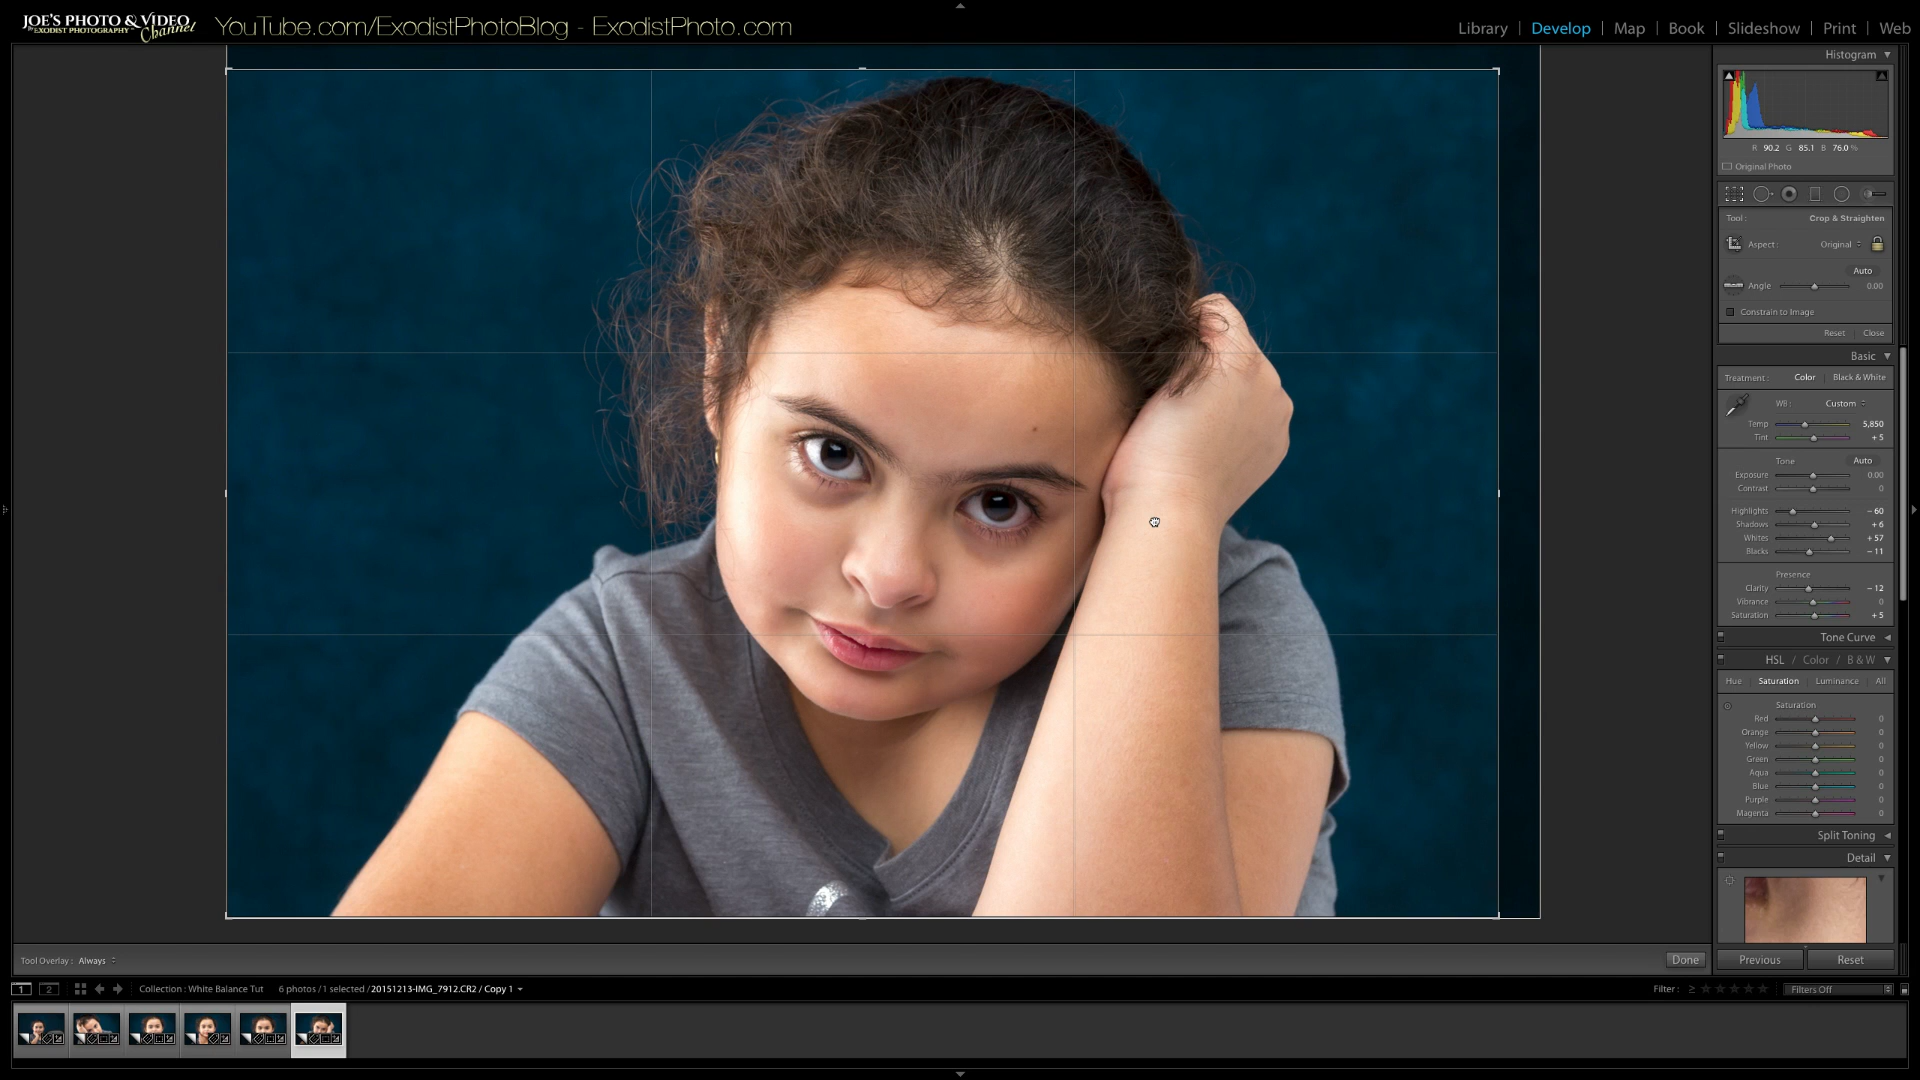 JOE'S PHOTO & VIDEO
BY EXODIST PHOTOGRAPHY
Channel
YouTube.com/ExodistPhotoBlog - ExodistPhoto.com
Library | Develop | Map | Book | Slideshow | Print | Web
Histogram
R 90.2 G 85.1 B 76.0 %
Original Photo
Tool : Crop & Straighten
Aspect : Original
Auto
Angle 0.00
Constrain to Image
Reset Close
Basic
Treatment : Color Black & White
WB : Custom
Temp 5,850
Tint + 5
Tone Auto
Exposure 0.00
Contrast 0
Highlights − 60
Shadows + 6
Whites + 57
Blacks − 11
Presence
Clarity − 12
Vibrance 0
Saturation + 5
Tone Curve
HSL / Color / B & W
Hue Saturation Luminance All
Saturation
Red 0
Orange 0
Yellow 0
Green 0
Aqua 0
Blue 0
Purple 0
Magenta 0
Split Toning
Detail
Tool Overlay : Always
Done
Previous Reset
1 2 Collection : White Balance Tut 6 photos / 1 selected / 20151213-IMG_7912.CR2 / Copy 1
Filter : Filters Off